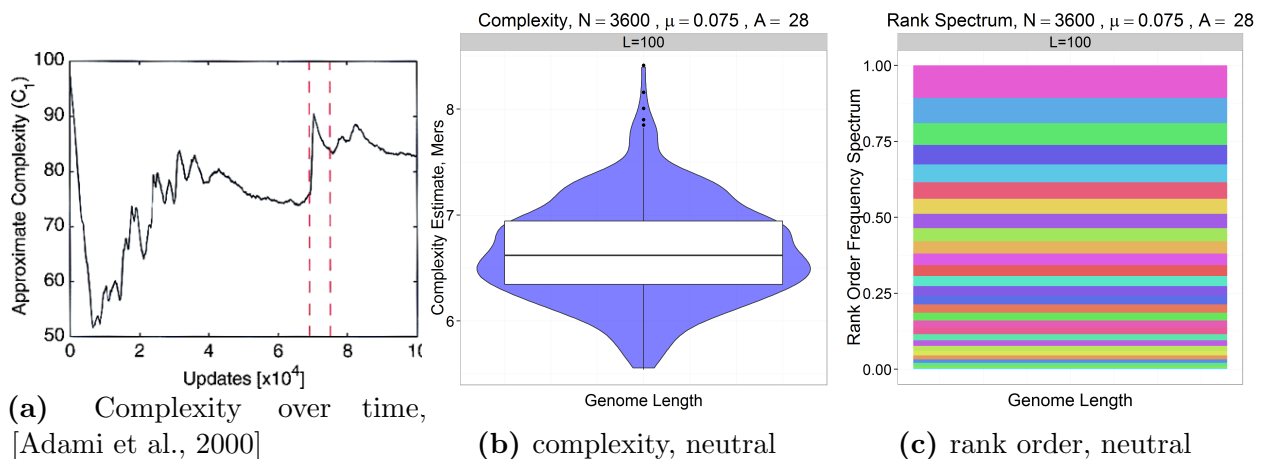 100
90
80
70
60
50
0
2
4
6
8
10
Approximate Complexity (C₁)
Updates [x10⁴]
(a) Complexity over time,
[Adami et al., 2000]
Complexity, N = 3600 , μ = 0.075 , A = 28
L=100
8
7
6
Complexity Estimate, Mers
Genome Length
(b) complexity, neutral
Rank Spectrum, N = 3600 , μ = 0.075 , A = 28
L=100
1.00
0.75
0.50
0.25
0.00
Rank Order Frequency Spectrum
Genome Length
(c) rank order, neutral